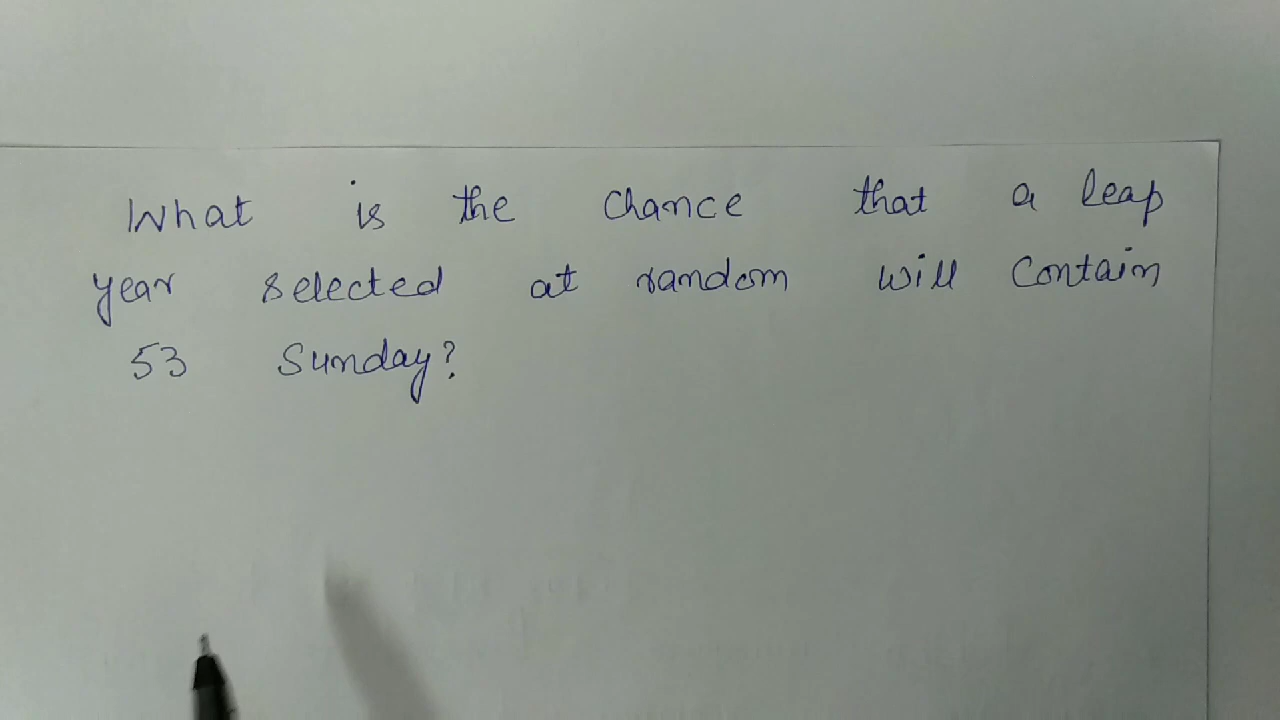 What is the Chance that a leap
year selected at random will Contain
53 Sunday?